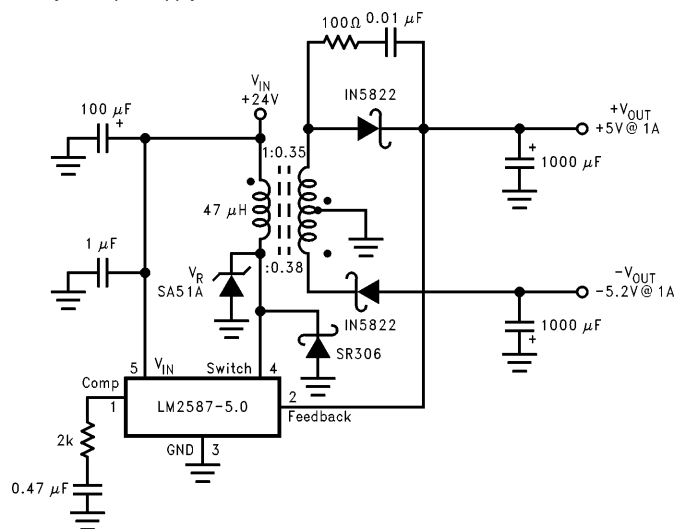 100Ω
0.01 µF
IN5822
V_IN
+24V
100 µF
+
+V_OUT
+5V@ 1A
+
1000 µF
1:0.35
47 µH
1 µF
:0.38
V_R
SA51A
−V_OUT
−5.2V@ 1A
IN5822
1000 µF
+
SR306
5
V_IN
Switch
4
Comp
1
LM2587-5.0
2
Feedback
2k
GND
3
0.47 µF